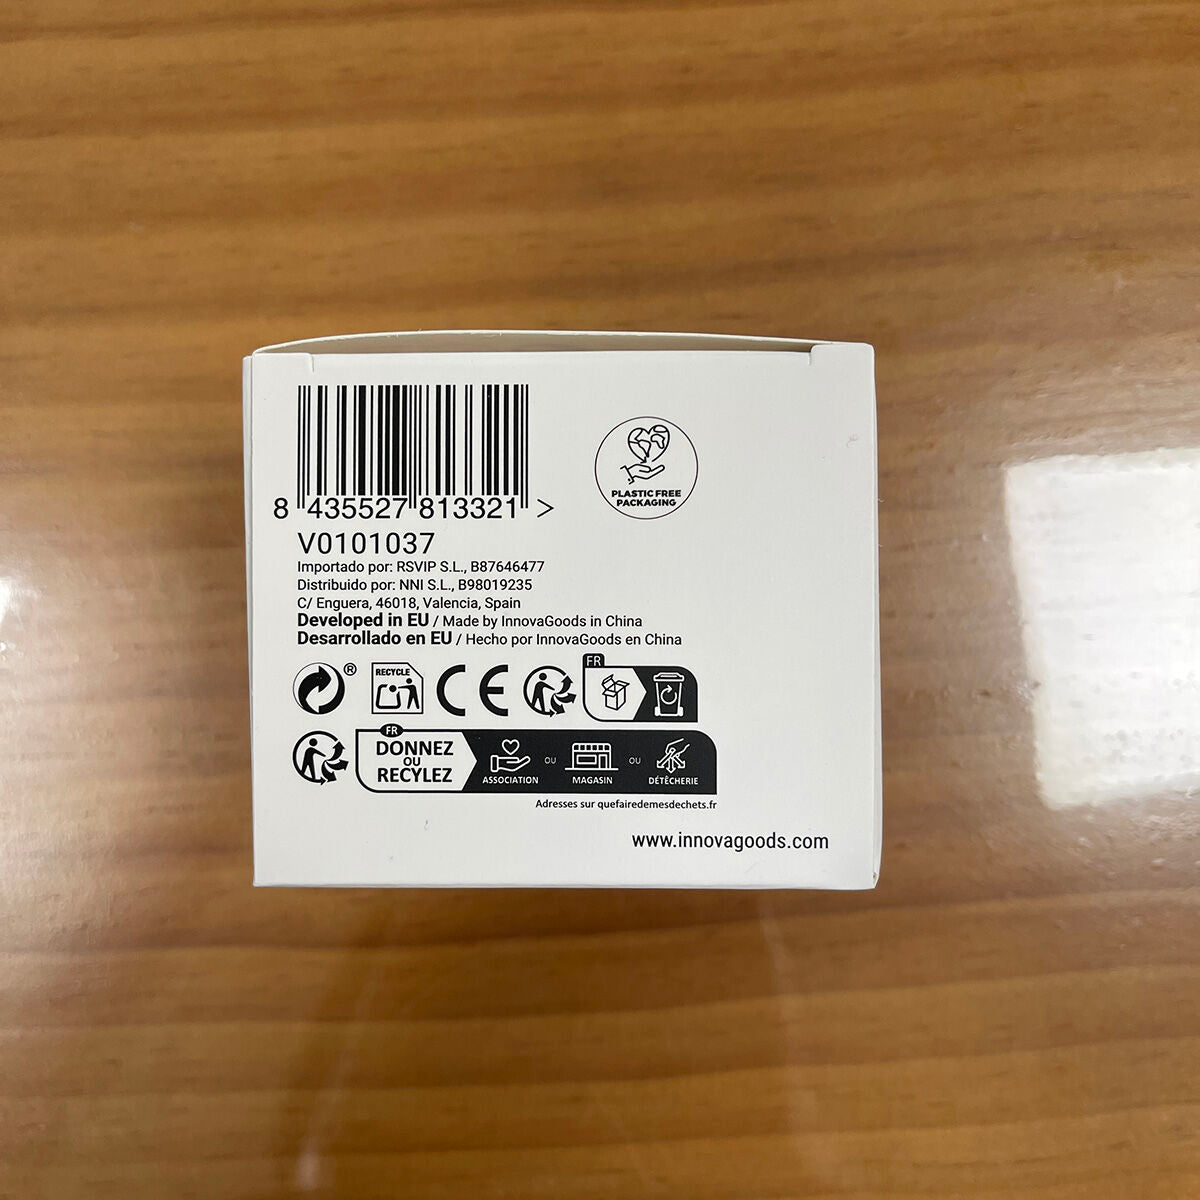 8 435527 813321 >
PLASTIC FREE
PACKAGING
V0101037
Importado por: RSVIP S.L., B87646477
Distribuido por: NNI S.L., B98019235
C/ Enguera, 46018, Valencia, Spain
Developed in EU / Made by InnovaGoods in China
Desarrollado en EU / Hecho por InnovaGoods en China
®
RECYCLE
CE
FR
FR
DONNEZ
OU
RECYLEZ
ASSOCIATION
OU
MAGASIN
OU
DÉTÈCHERIE
Adresses sur quefairedemesdechets.fr
www.innovagoods.com